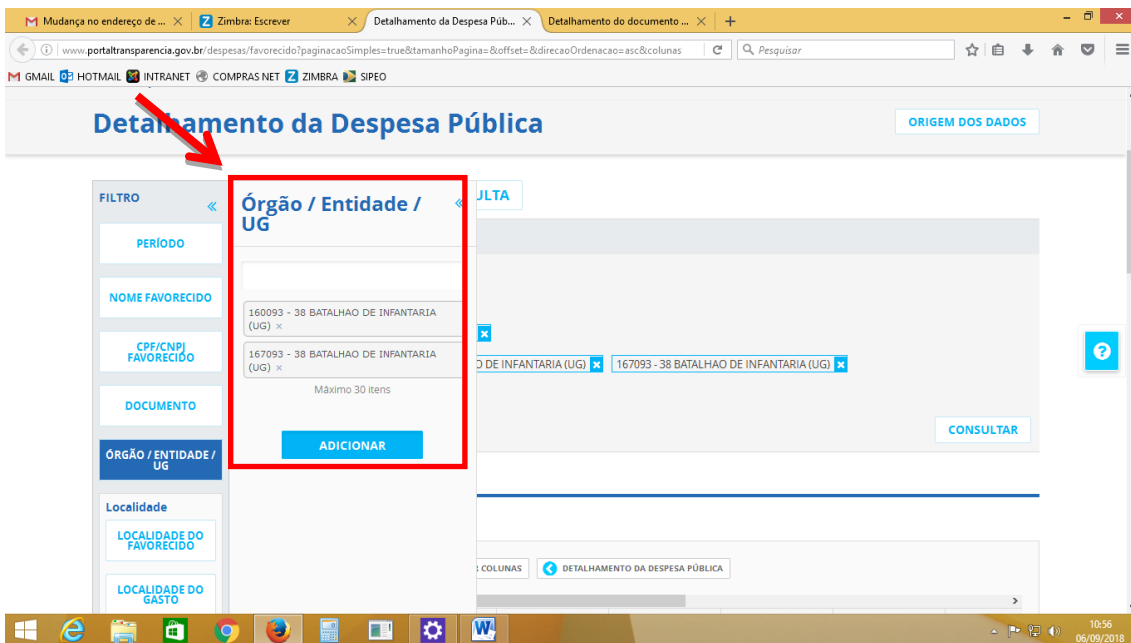 Mudança no endereço de ...
Zimbra: Escrever
Detalhamento da Despesa Púb...
Detalhamento do documento ...
www.portaltransparencia.gov.br/despesas/favorecido?paginacaoSimples=true&tamanhoPagina=&offset=&direcaoOrdenacao=asc&colunas
Pesquisar
GMAIL HOTMAIL INTRANET COMPRAS NET ZIMBRA SIPEO
Detalhamento da Despesa Pública
ORIGEM DOS DADOS
FILTRO
PERÍODO
NOME FAVORECIDO
CPF/CNPJ
FAVORECIDO
DOCUMENTO
ÓRGÃO / ENTIDADE /
UG
Localidade
LOCALIDADE DO
FAVORECIDO
LOCALIDADE DO
GASTO
Órgão / Entidade /
UG
160093 - 38 BATALHAO DE INFANTARIA
(UG) ×
167093 - 38 BATALHAO DE INFANTARIA
(UG) ×
Máximo 30 itens
ADICIONAR
ULTA
O DE INFANTARIA (UG) x 167093 - 38 BATALHAO DE INFANTARIA (UG) x
?
CONSULTAR
COLUNAS
DETALHAMENTO DA DESPESA PÚBLICA
10:56
06/09/2018